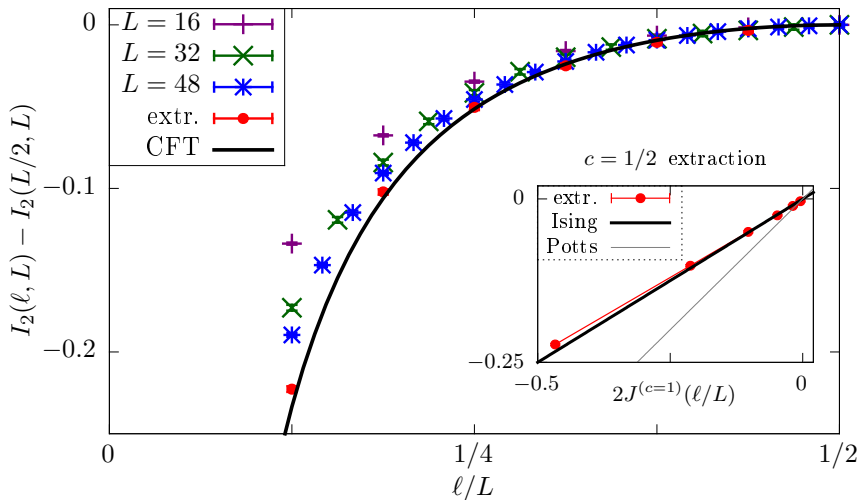 0
L = 16
L = 32
L = 48
extr.
CFT
−0.1
−0.2
I₂(ℓ, L) − I₂(L/2, L)
c = 1/2 extraction
0
extr.
Ising
Potts
−0.25
−0.5
0
2J⁽ᶜ⁼¹⁾(ℓ/L)
0
1/4
1/2
ℓ/L